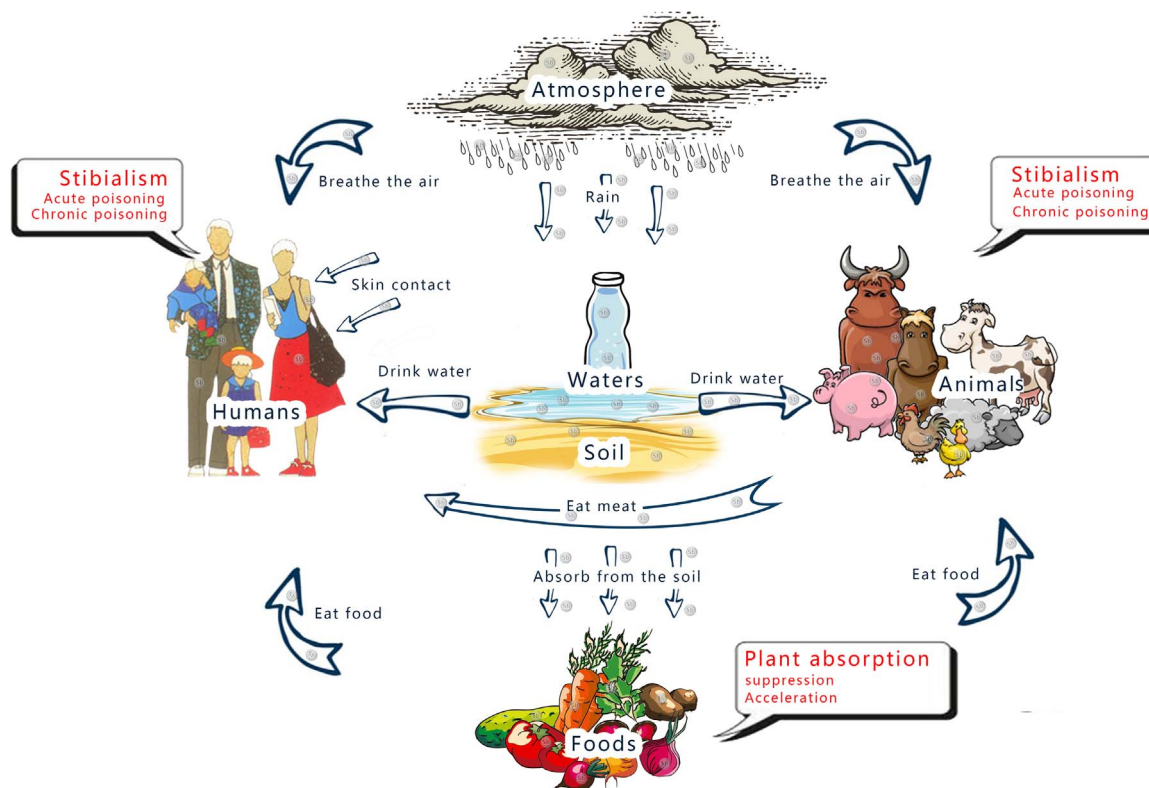 Atmosphere
Breathe the air
Rain
Breathe the air
Stibialism
Acute poisoning
Chronic poisoning
Stibialism
Acute poisoning
Chronic poisoning
Skin contact
Drink water
Waters
Drink water
Humans
Animals
Soil
Eat meat
Absorb from the soil
Eat food
Eat food
Plant absorption
suppression
Acceleration
Foods